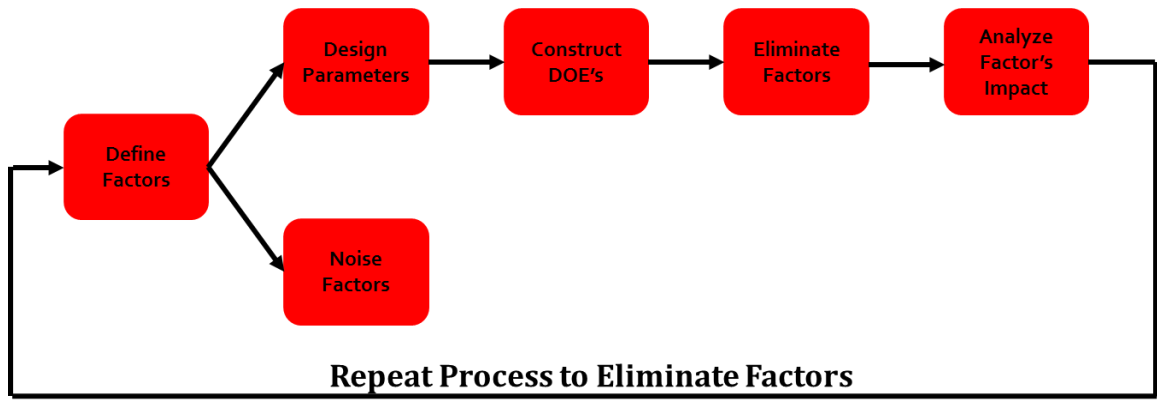 Design
Parameters
Construct
DOE's
Eliminate
Factors
Analyze
Factor's
Impact
Define
Factors
Noise
Factors
Repeat Process to Eliminate Factors